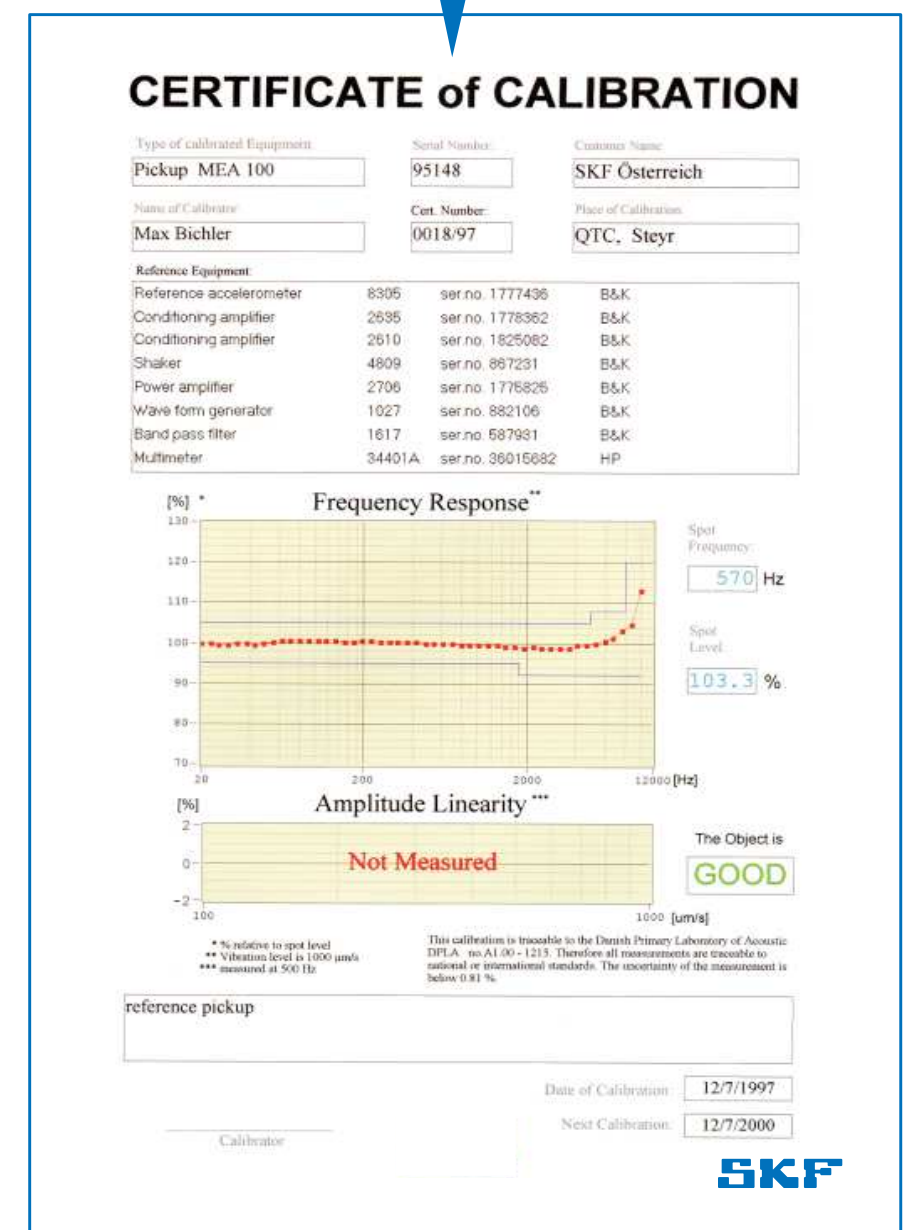 CERTIFICATE of CALIBRATION
Type of calibrated Equipment: Serial Number: Customer Name:
Pickup MEA 100 95148 SKF Österreich
Name of Calibrator: Cert. Number: Place of Calibration:
Max Bichler 0018/97 QTC, Steyr
Reference Equipment:
Reference accelerometer 8305 ser.no. 1777436 B&K
Conditioning amplifier 2635 ser.no. 1778362 B&K
Conditioning amplifier 2610 ser.no. 1825082 B&K
Shaker 4809 ser.no. 867231 B&K
Power amplifier 2706 ser.no. 1775825 B&K
Wave form generator 1027 ser.no. 882106 B&K
Band pass filter 1617 ser.no. 587931 B&K
Multimeter 34401A ser.no. 36015682 HP
[%] * Frequency Response**
130
120
110
100
90
80
70
20 200 2000 12000 [Hz]
Spot
Frequency:
570 Hz
Spot
Level:
103.3 %
[%] Amplitude Linearity ***
2
0
-2
Not Measured
100 1000 [um/s]
The Object is
GOOD
* % relative to spot level
** Vibration level is 1000 µm/s
*** measured at 500 Hz
This calibration is traceable to the Danish Primary Laboratory of Acoustic
DPLA no.A1.00 - 1215. Therefore all measurements are traceable to
national or international standards. The uncertainty of the measurement is
below 0.81 %.
reference pickup
Date of Calibration: 12/7/1997
Next Calibration: 12/7/2000
Calibrator
SKF